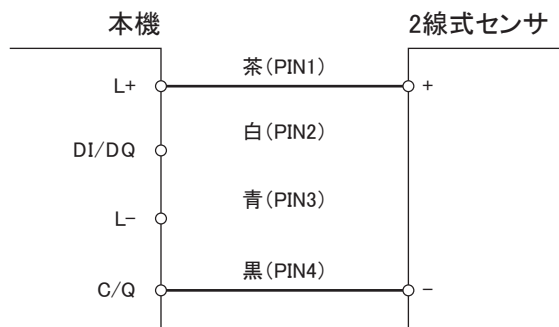 本機 2線式センサ
L+ 茶(PIN1) +
DI/DQ 白(PIN2)
L− 青(PIN3)
C/Q 黒(PIN4) −